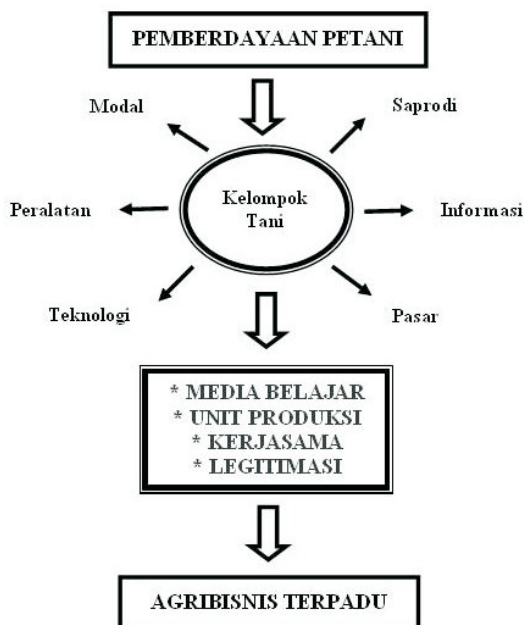 PEMBERDAYAAN PETANI
Modal
Saprodi
Peralatan
Kelompok
Tani
Informasi
Teknologi
Pasar
* MEDIA BELAJAR
* UNIT PRODUKSI
* KERJASAMA
* LEGITIMASI
AGRIBISNIS TERPADU